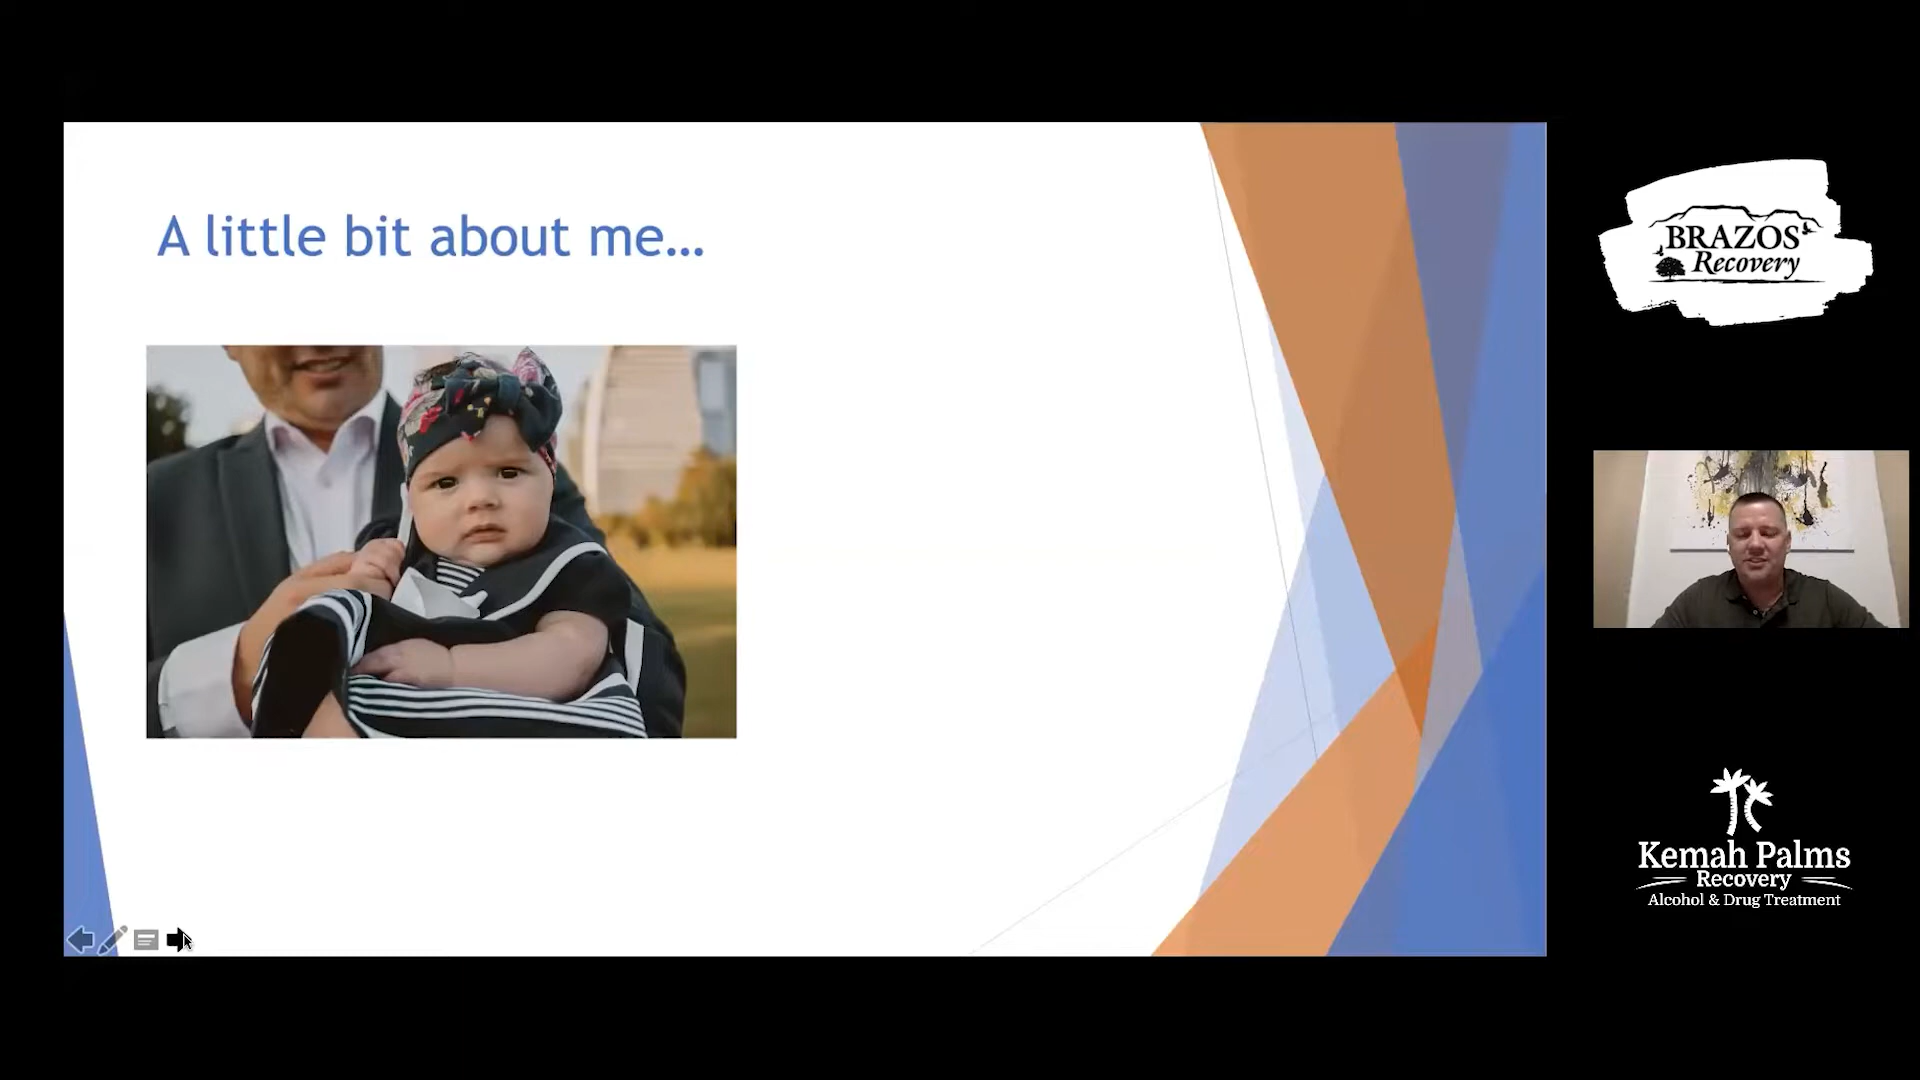 A little bit about me...
BRAZOS
Recovery
Kemah Palms
Recovery
Alcohol & Drug Treatment